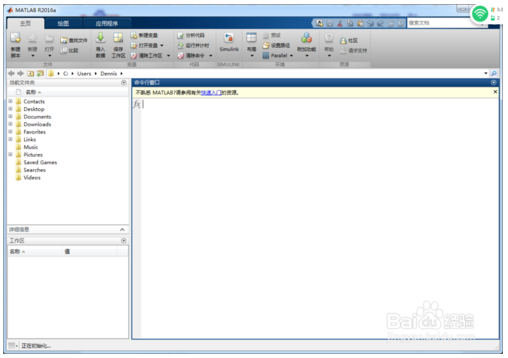 MATLAB R2016a
主页 绘图 应用程序
搜索文档
新建脚本 新建 打开 查找文件 比较
导入数据 保存工作区 新建变量 打开变量 清除工作区
分析代码 运行并计时 清除命令
Simulink 布局 预设 设置路径 Parallel
附加功能 帮助 社区 请求支持
文件 变量 代码 SIMULINK 环境 资源
C: Users Dennis
当前文件夹
名称
Contacts
Desktop
Documents
Downloads
Favorites
Links
Music
Pictures
Saved Games
Searches
Videos
详细信息
工作区
名称 值
命令行窗口
不熟悉 MATLAB?请参阅有关快速入门的资源。
fx
Baidu 经验
jingyan.baidu.com
正在初始化...